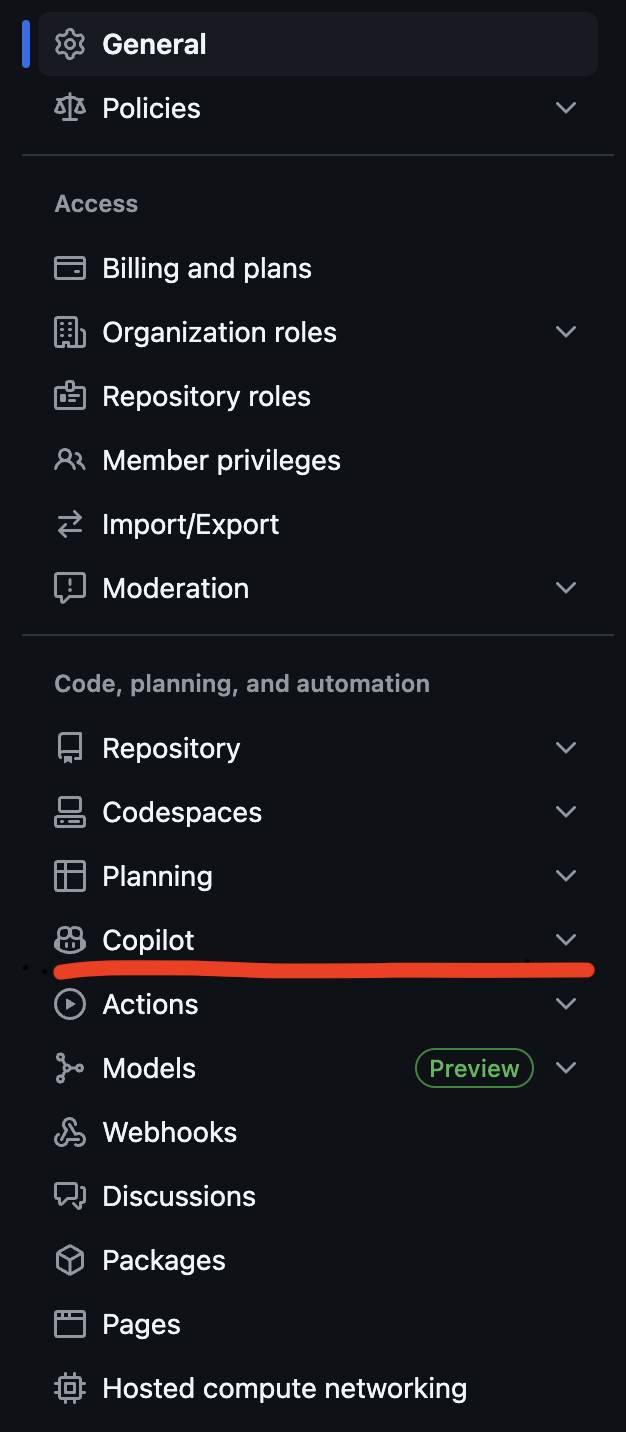 General
Policies
Access
Billing and plans
Organization roles
Repository roles
Member privileges
Import/Export
Moderation
Code, planning, and automation
Repository
Codespaces
Planning
Copilot
Actions
Models Preview
Webhooks
Discussions
Packages
Pages
Hosted compute networking